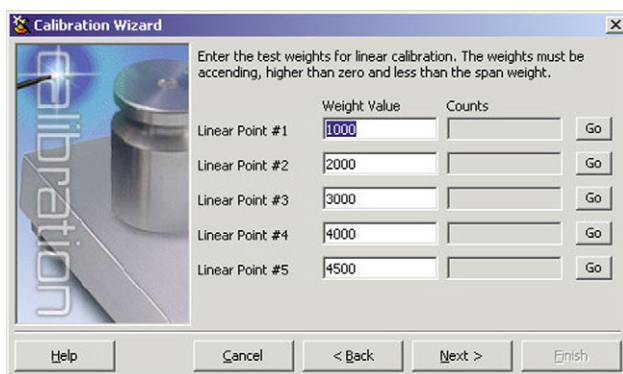 Calibration Wizard
calibration
Enter the test weights for linear calibration. The weights must be
accending, higher than zero and less than the span weight.
Weight Value Counts
Linear Point #1 1000 Go
Linear Point #2 2000 Go
Linear Point #3 3000 Go
Linear Point #4 4000 Go
Linear Point #5 4500 Go
Help Cancel < Back Next > Finish